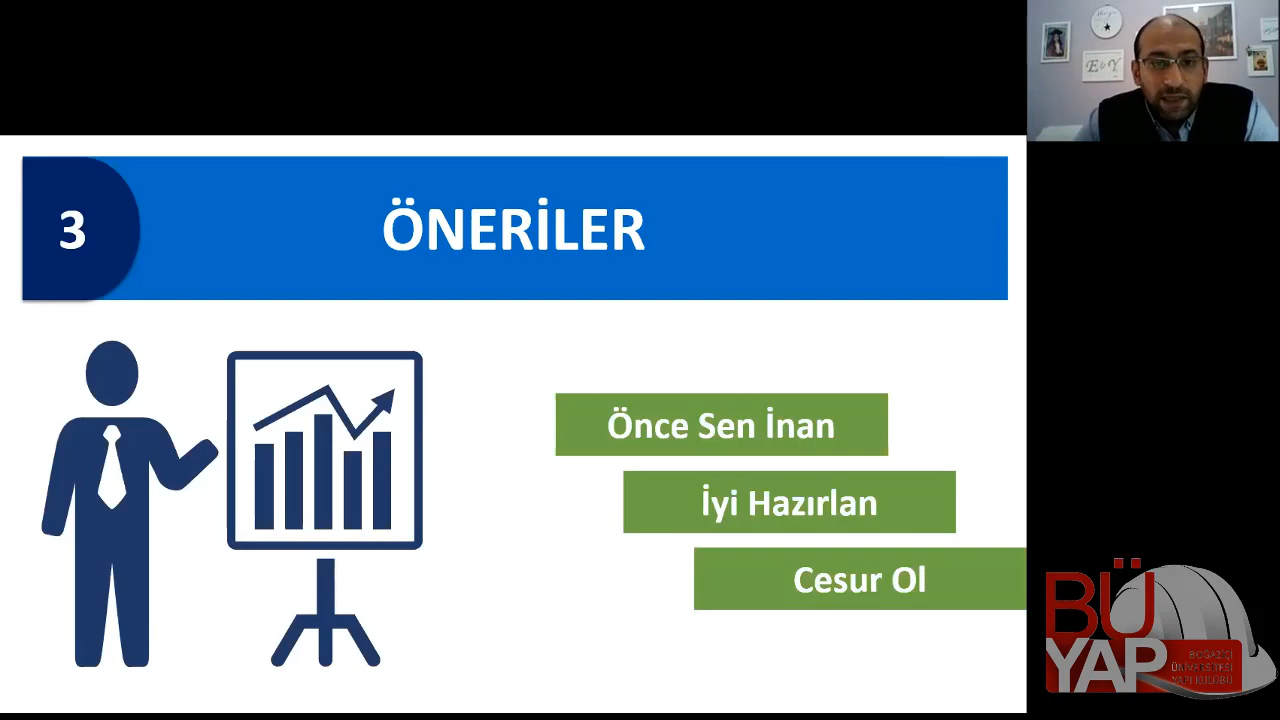 3
ÖNERİLER
Önce Sen İnan
İyi Hazırlan
Cesur Ol
E & Y
BÜ
YAP
BOĞAZİÇİ
ÜNİVERSİTESİ
YAPI KULÜBÜ